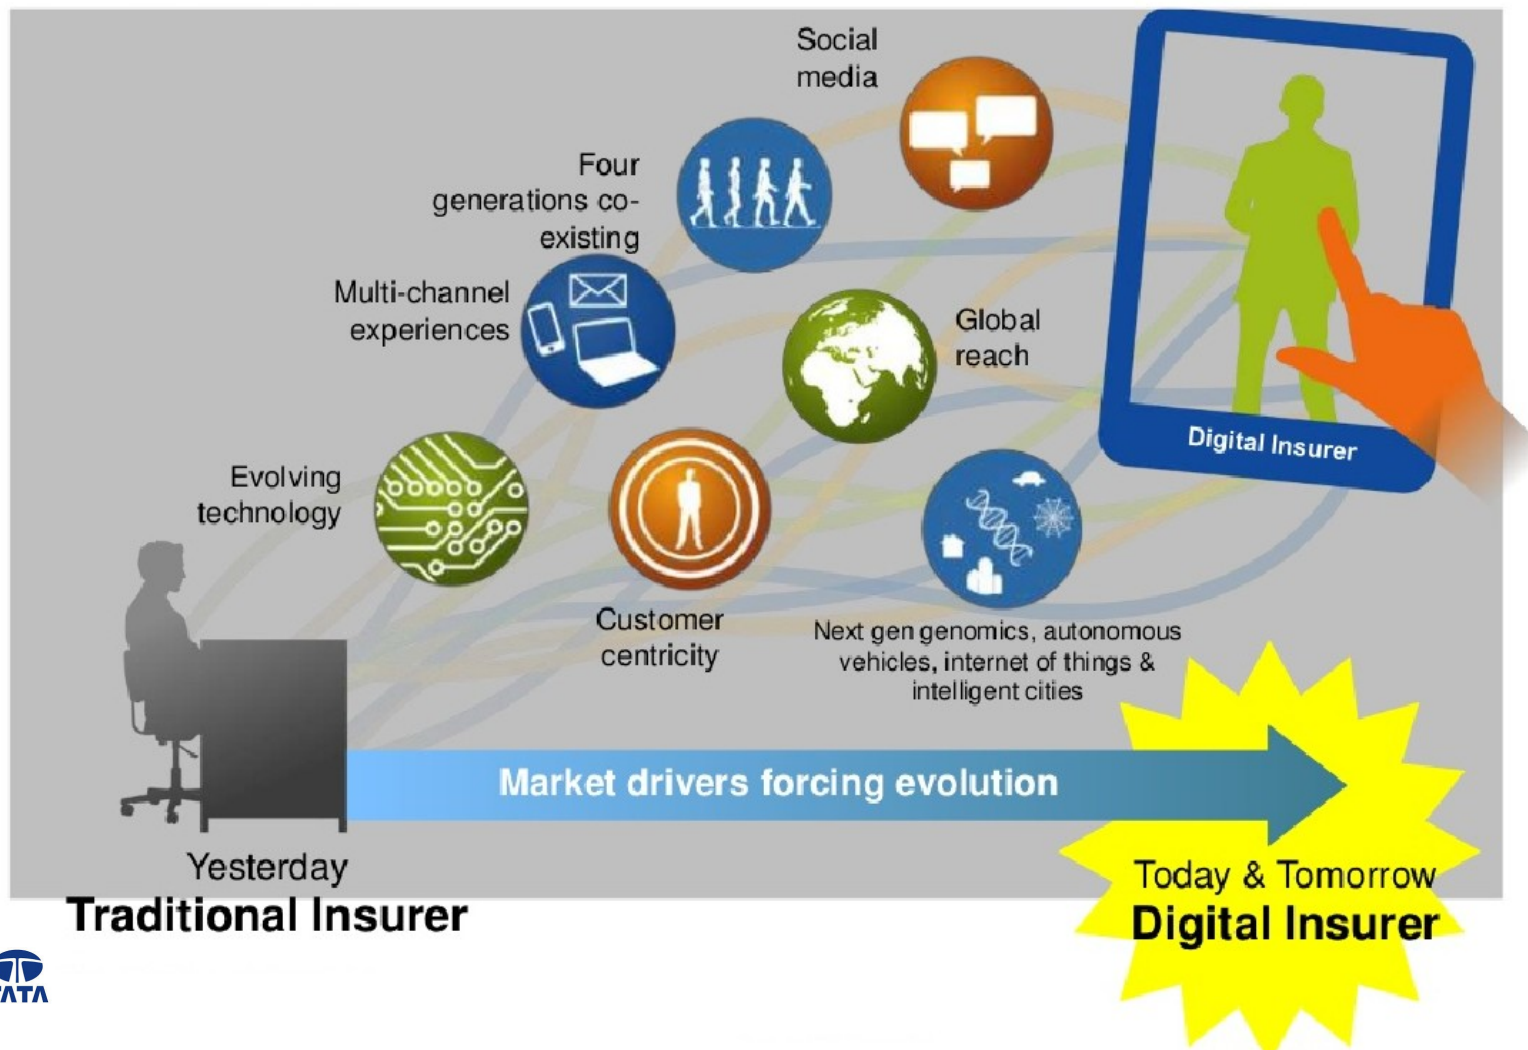 Social
media
Four
generations co-
existing
Multi-channel
experiences
Global
reach
Digital Insurer
Evolving
technology
Customer
centricity
Next gen genomics, autonomous
vehicles, internet of things &
intelligent cities
Market drivers forcing evolution
Yesterday
Traditional Insurer
Today & Tomorrow
Digital Insurer
TATA